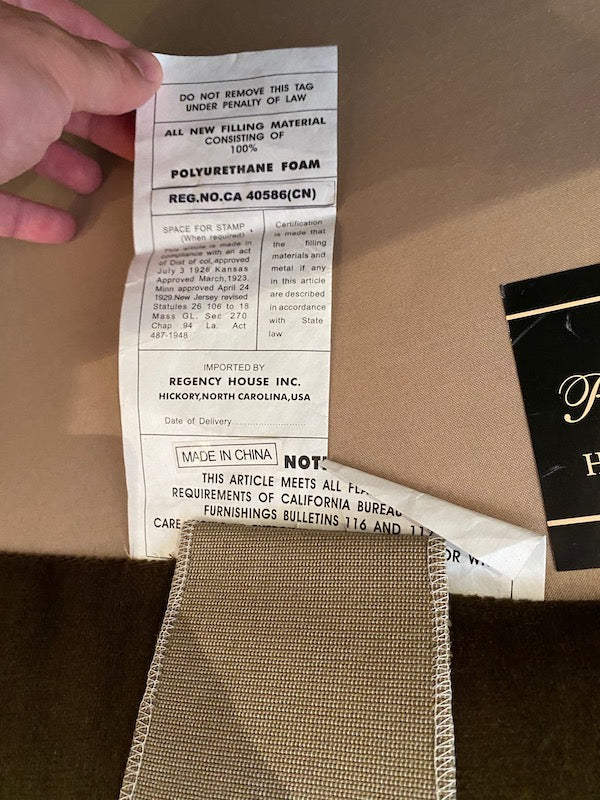 DO NOT REMOVE THIS TAG
UNDER PENALTY OF LAW
ALL NEW FILLING MATERIAL
CONSISTING OF
100%
POLYURETHANE FOAM
REG.NO.CA 40586(CN)
SPACE FOR STAMP
(When required)
This article is made in
compliance with an act
of Dist of col,approved
July 3 1926 Kansas
Approved March,1923,
Minn approved April 24
1929.New Jersey revised
Statules 26 106 to 18
Mass GL. Sec 270
Chap 94 La. Act
487-1948
Certification
is made that
the filling
materials and
metal if any
in this article
are described
in accordance
with State
law
IMPORTED BY
REGENCY HOUSE INC.
HICKORY,NORTH CAROLINA,USA
Date of Delivery
MADE IN CHINA
THIS ARTICLE MEETS ALL
REQUIREMENTS OF CALIFORNIA
FURNISHINGS BULLETINS 116 AND
CARE
OR